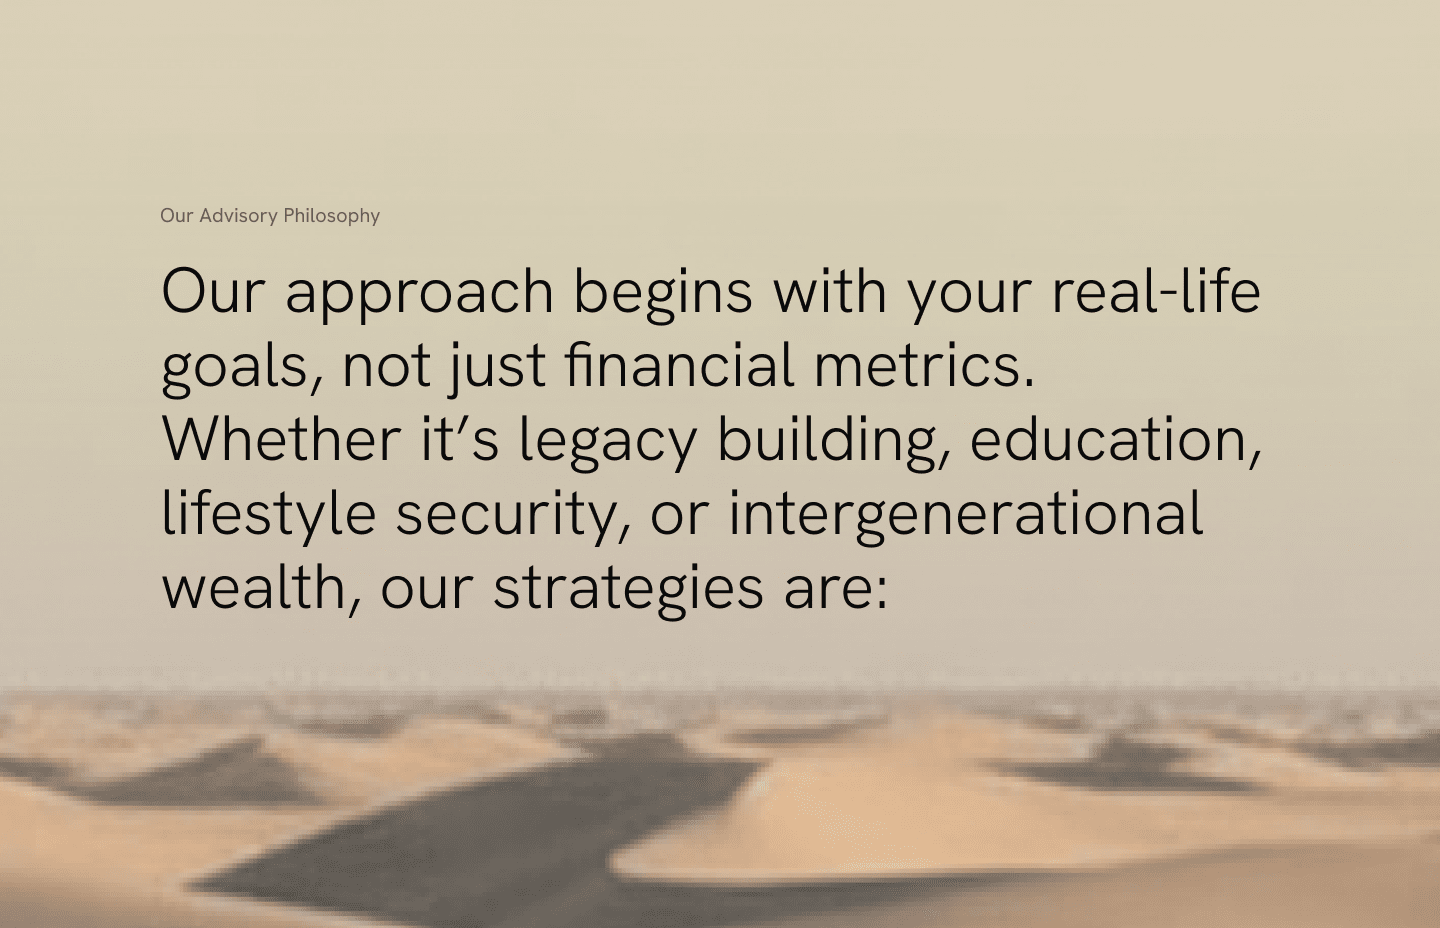 Our Advisory Philosophy
Our approach begins with your real-life
goals, not just financial metrics.
Whether it’s legacy building, education,
lifestyle security, or intergenerational
wealth, our strategies are: